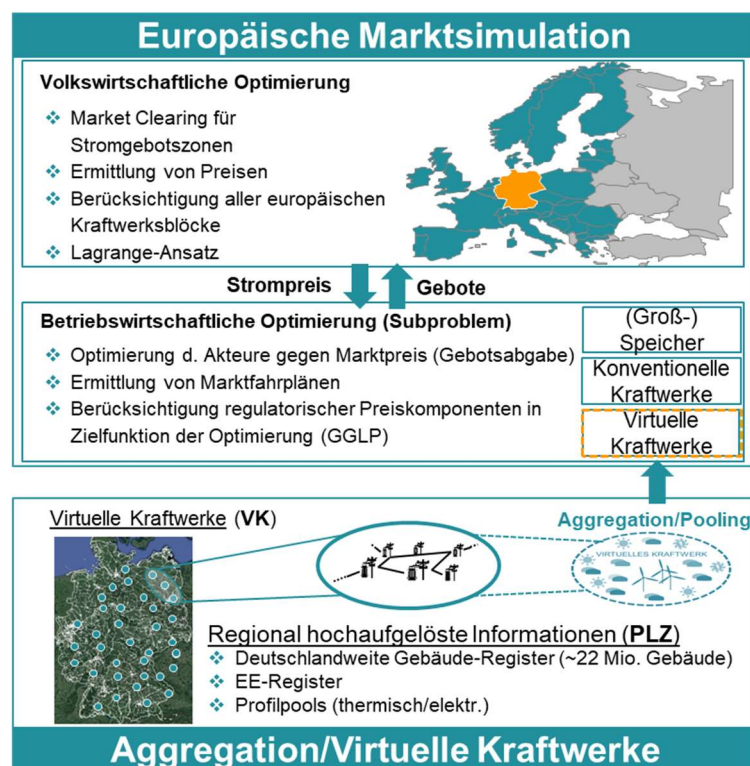 Europäische Marktsimulation
Volkswirtschaftliche Optimierung
❖ Market Clearing für
Stromgebotszonen
❖ Ermittlung von Preisen
❖ Berücksichtigung aller europäischen
Kraftwerksblöcke
❖ Lagrange-Ansatz
Strompreis
Gebote
Betriebswirtschaftliche Optimierung (Subproblem)
❖ Optimierung d. Akteure gegen Marktpreis (Gebotsabgabe)
❖ Ermittlung von Marktfahrplänen
❖ Berücksichtigung regulatorischer Preiskomponenten in
Zielfunktion der Optimierung (GGLP)
(Groß-)
Speicher
Konventionelle
Kraftwerke
Virtuelle
Kraftwerke
Virtuelle Kraftwerke (VK)
Aggregation/Pooling
VIRTUELLES KRAFTWERK
Regional hochaufgelöste Informationen (PLZ)
❖ Deutschlandweite Gebäude-Register (~22 Mio. Gebäude)
❖ EE-Register
❖ Profilpools (thermisch/elektr.)
Aggregation/Virtuelle Kraftwerke